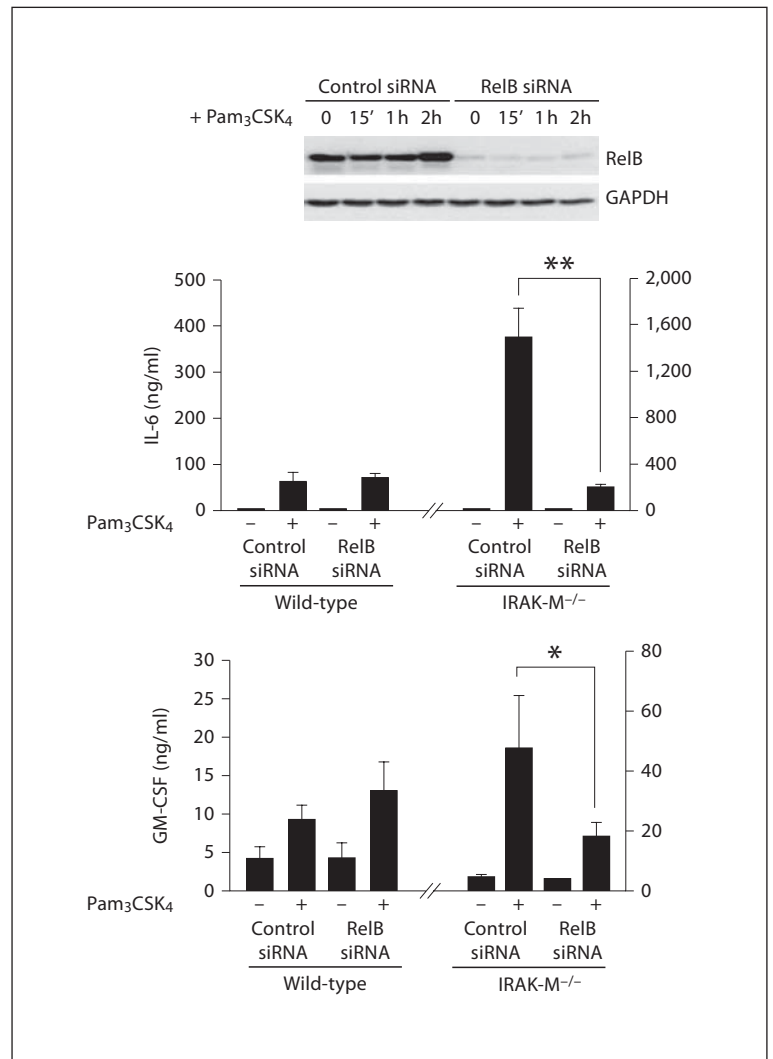 Control siRNA RelB siRNA
+ Pam₃CSK₄ 0 15′ 1 h 2h 0 15′ 1 h 2h
RelB
GAPDH
**
500 2,000
400 1,600
300 1,200
200 800
100 400
0 0
IL-6 (ng/ml)
Pam₃CSK₄ – + – + – + – +
Control RelB Control RelB
siRNA siRNA siRNA siRNA
Wild-type IRAK-M⁻/⁻
*
30 80
25
60
20
15 40
10
20
5
0 0
GM-CSF (ng/ml)
Pam₃CSK₄ – + – + – + – +
Control RelB Control RelB
siRNA siRNA siRNA siRNA
Wild-type IRAK-M⁻/⁻